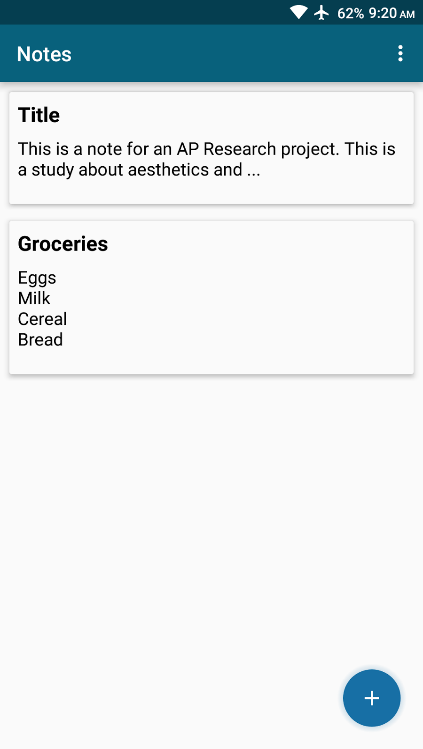 62% 9:20 AM
Notes
Title
This is a note for an AP Research project. This is
a study about aesthetics and ...
Groceries
Eggs
Milk
Cereal
Bread
+